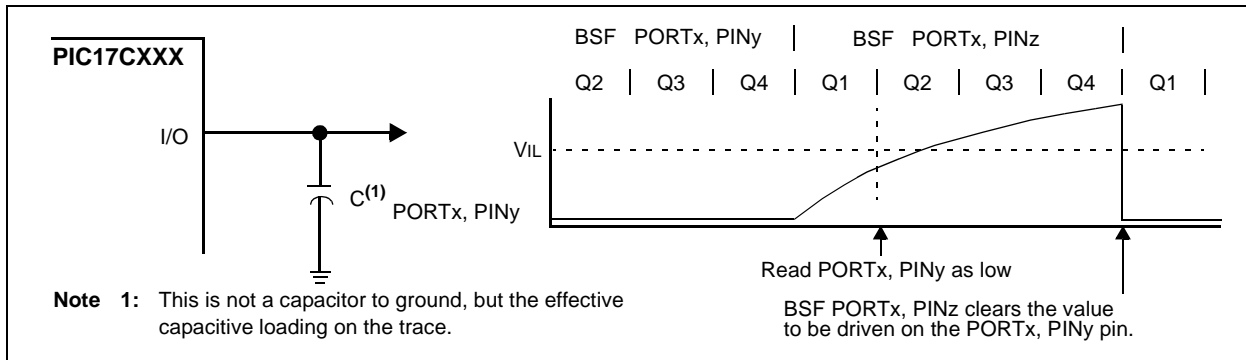 PIC17CXXX
I/O
C(1)
PORTx, PINy
BSF PORTx, PINy | BSF PORTx, PINz |
Q2 | Q3 | Q4 | Q1 | Q2 | Q3 | Q4 | Q1 |
VIL
Read PORTx, PINy as low
BSF PORTx, PINz clears the value
to be driven on the PORTx, PINy pin.
Note 1: This is not a capacitor to ground, but the effective
capacitive loading on the trace.